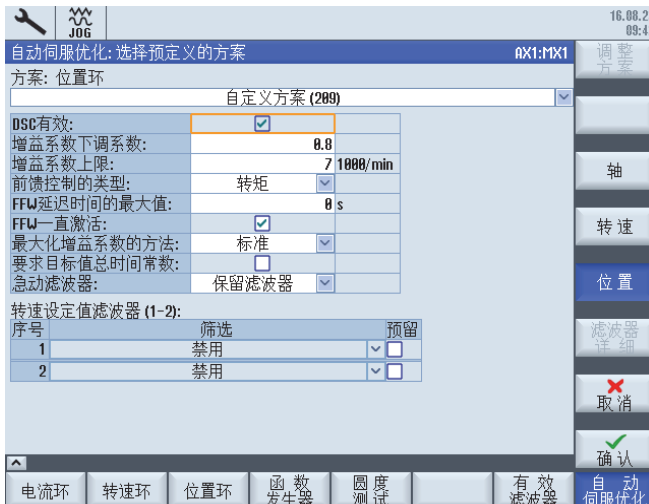 JOG
16.08.2
09:4
自动伺服优化: 选择预定义的方案 AX1:MX1
调整方案
方案: 位置环
自定义方案 (209)
DSC有效:
增益系数下调系数: 0.8
增益系数上限: 7 1000/min
轴
前馈控制的类型: 转矩
FFW延迟时间的最大值: 0 s
FFW一直激活:
转速
最大化增益系数的方法: 标准
要求目标值总时间常数:
急动滤波器: 保留滤波器
位置
转速设定值滤波器 (1-2):
序号 筛选 预留
1 禁用
2 禁用
滤波器
详细
取消
确认
电流环 转速环 位置环 函数发生器 圆度测试 有效滤波器 自动伺服优化